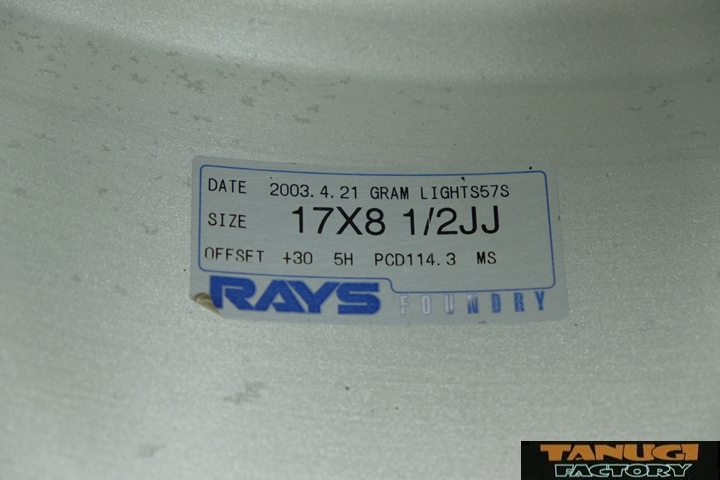 DATE 2003.4.21 GRAM LIGHTS57S
SIZE 17X8 1/2JJ
OFFSET +30 5H PCD114.3 MS
RAYS FOUNDRY
TANUGI
FACTORY